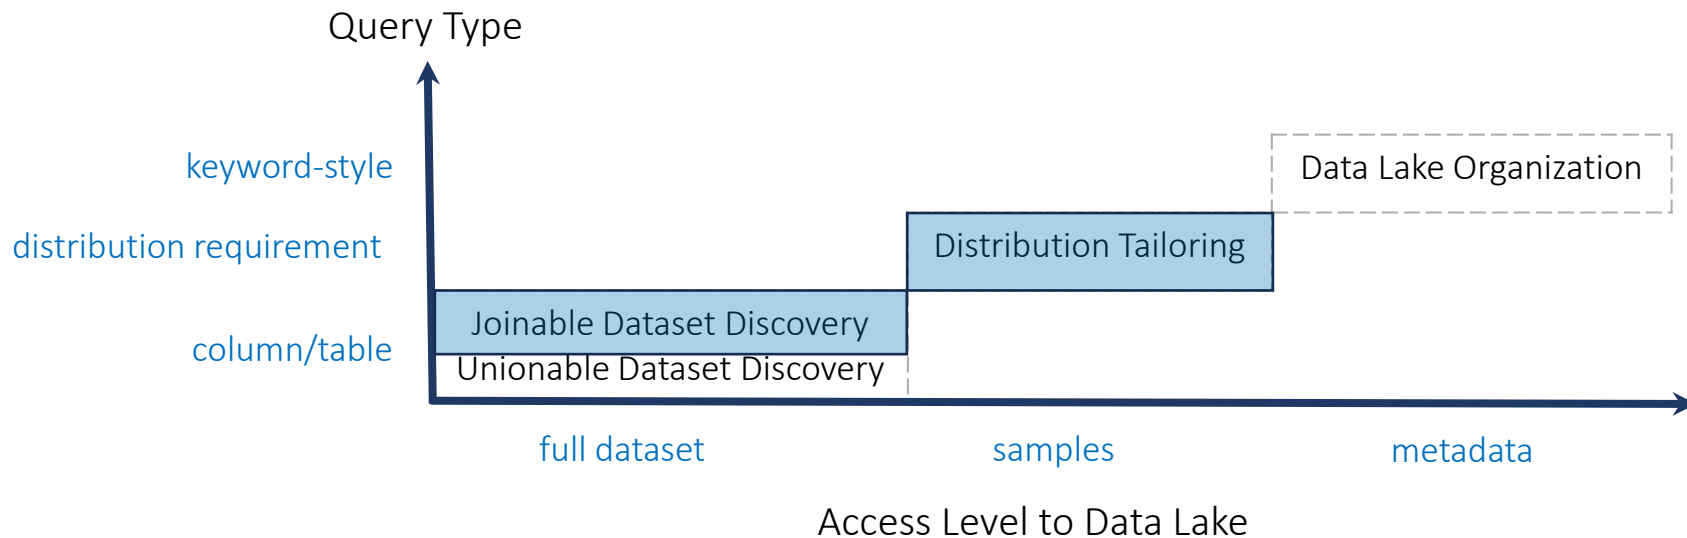 Query Type
keyword-style
Data Lake Organization
distribution requirement
Distribution Tailoring
Joinable Dataset Discovery
column/table
Unionable Dataset Discovery
full dataset
samples
metadata
Access Level to Data Lake